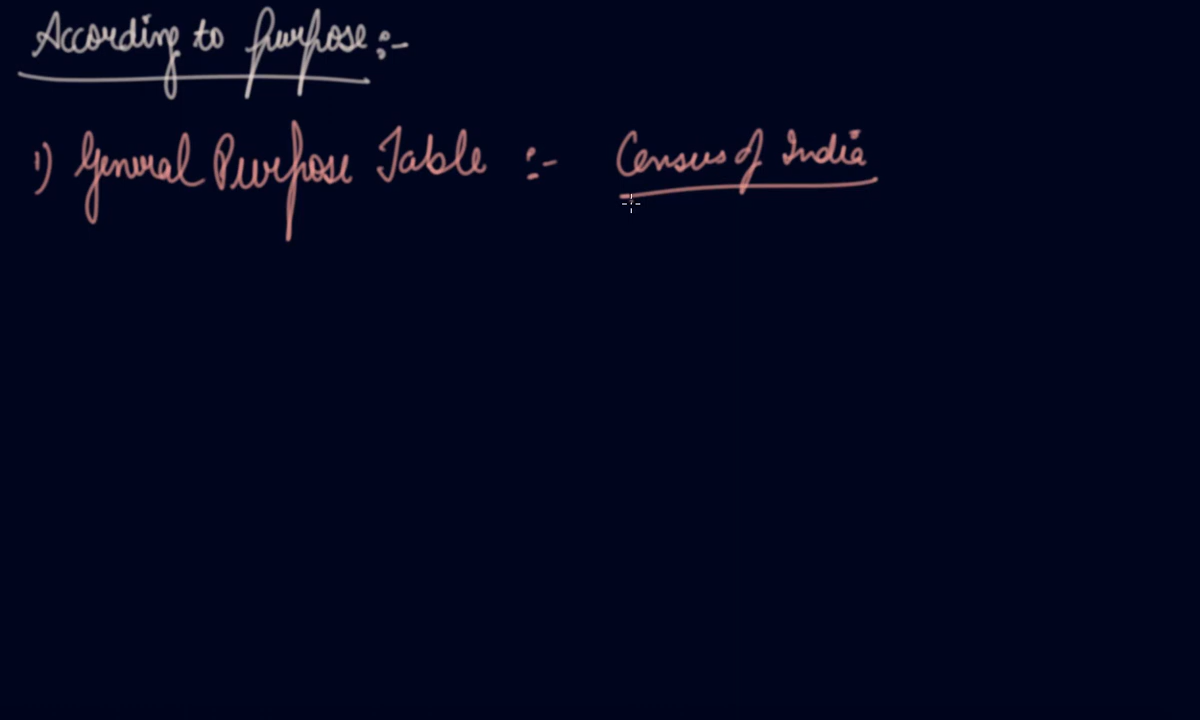 According to purpose :-
1) General Purpose Table :- Census of India